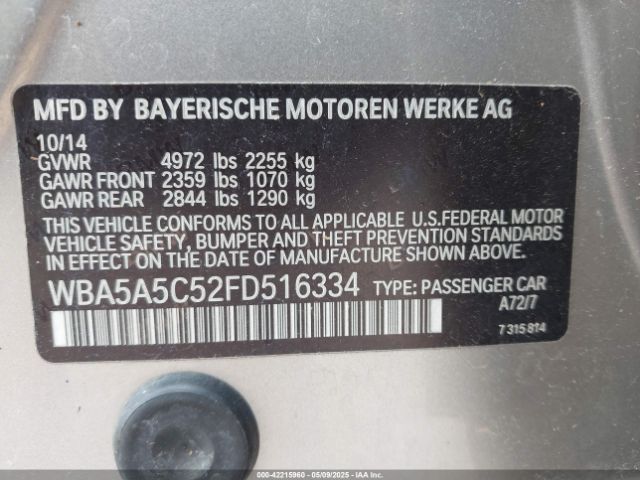 MFD BY BAYERISCHE MOTOREN WERKE AG
10/14
GVWR 4972 lbs 2255 kg
GAWR FRONT 2359 lbs 1070 kg
GAWR REAR 2844 lbs 1290 kg
THIS VEHICLE CONFORMS TO ALL APPLICABLE U.S.FEDERAL MOTOR
VEHICLE SAFETY, BUMPER AND THEFT PREVENTION STANDARDS
IN EFFECT ON THE DATE OF MANUFACTURE SHOWN ABOVE.
WBA5A5C52FD516334 TYPE: PASSENGER CAR
A72/7
7 315 814
000-42215960 - 05/09/2025 - IAAI.COM